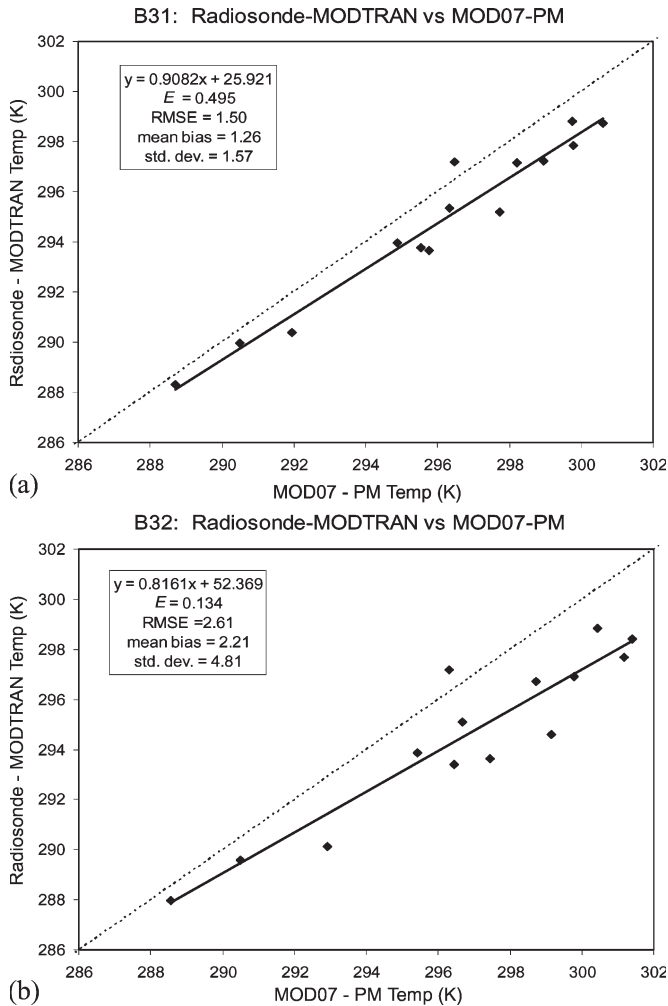 B31: Radiosonde-MODTRAN vs MOD07-PM
302
300
298
296
294
292
290
288
286
y = 0.9082x + 25.921
E = 0.495
RMSE = 1.50
mean bias = 1.26
std. dev. = 1.57
Rsdiosonde - MODTRAN Temp (K)
286 288 290 292 294 296 298 300 302
MOD07 - PM Temp (K)
(a)
B32: Radiosonde-MODTRAN vs MOD07-PM
302
300
298
296
294
292
290
288
286
y = 0.8161x + 52.369
E = 0.134
RMSE =2.61
mean bias = 2.21
std. dev. = 4.81
Radiosonde - MODTRAN Temp (K)
286 288 290 292 294 296 298 300 302
MOD07 - PM Temp (K)
(b)